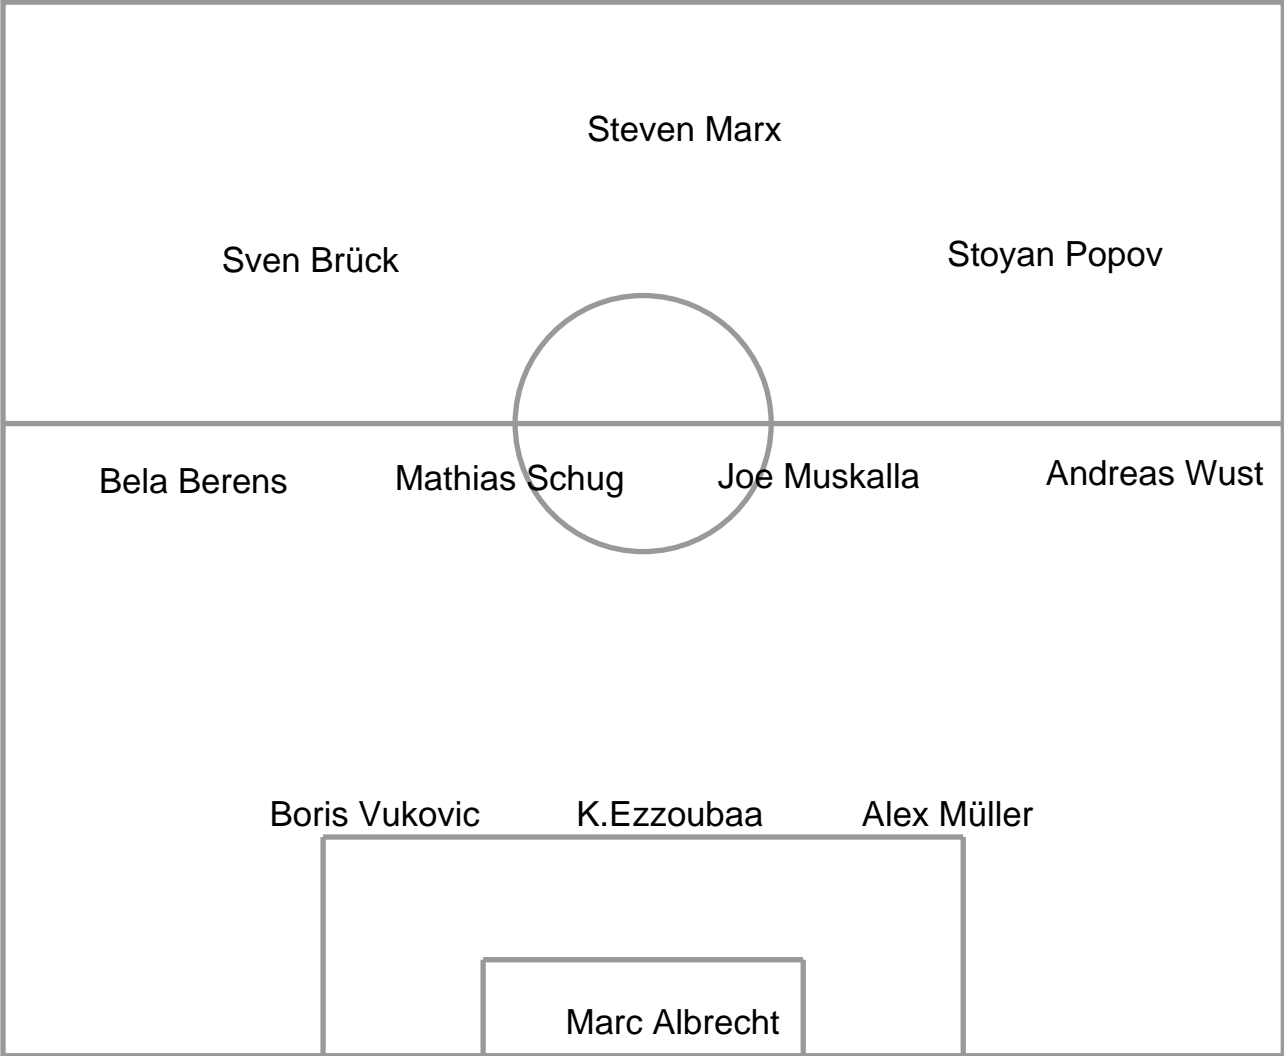 Steven Marx
Sven Brück
Stoyan Popov
Bela Berens
Mathias Schug
Joe Muskalla
Andreas Wust
Boris Vukovic
K.Ezzoubaa
Alex Müller
Marc Albrecht